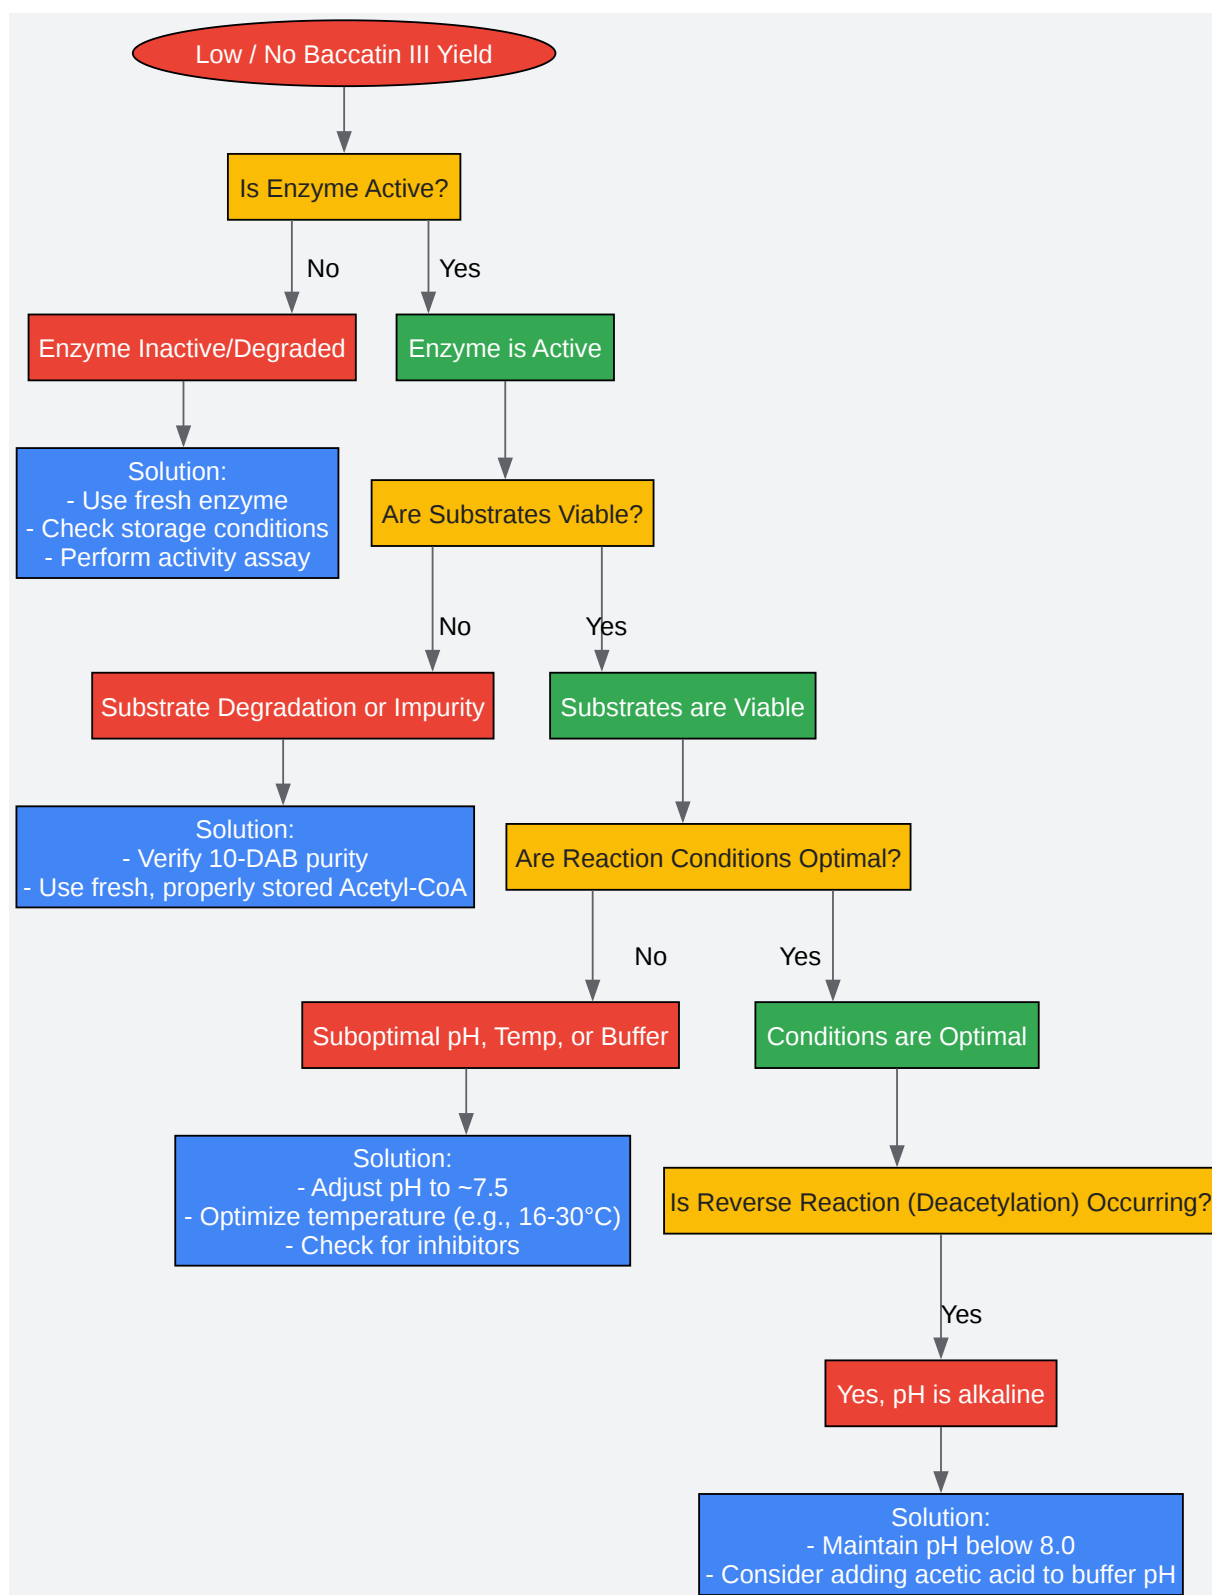 Low / No Baccatin III Yield
Is Enzyme Active?
No
Yes
Enzyme Inactive/Degraded
Enzyme is Active
Solution:
- Use fresh enzyme
- Check storage conditions
- Perform activity assay
Are Substrates Viable?
No
Yes
Substrate Degradation or Impurity
Substrates are Viable
Solution:
- Verify 10-DAB purity
- Use fresh, properly stored Acetyl-CoA
Are Reaction Conditions Optimal?
No
Yes
Suboptimal pH, Temp, or Buffer
Conditions are Optimal
Solution:
- Adjust pH to ~7.5
- Optimize temperature (e.g., 16-30°C)
- Check for inhibitors
Is Reverse Reaction (Deacetylation) Occurring?
Yes
Yes, pH is alkaline
Solution:
- Maintain pH below 8.0
- Consider adding acetic acid to buffer pH